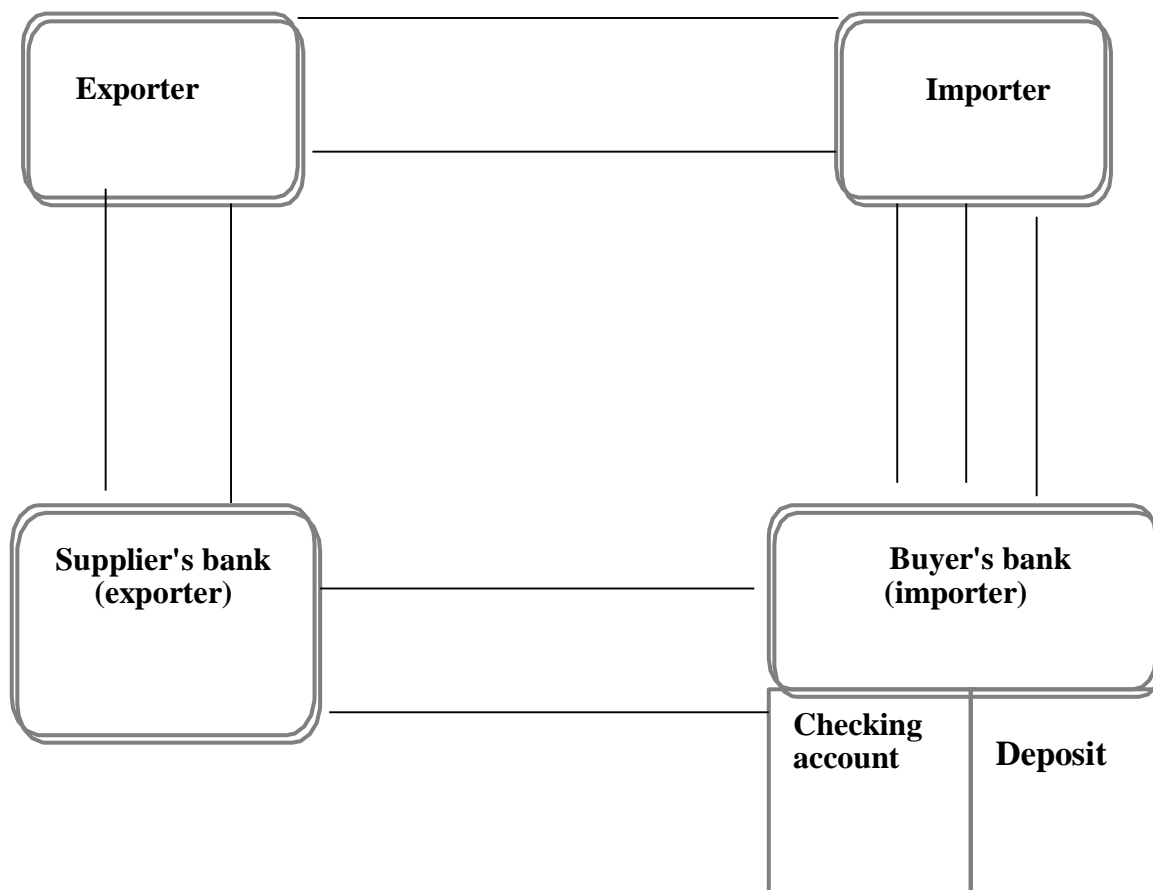 Exporter
Importer
Supplier's bank
(exporter)
Buyer's bank
(importer)
Checking
account
Deposit